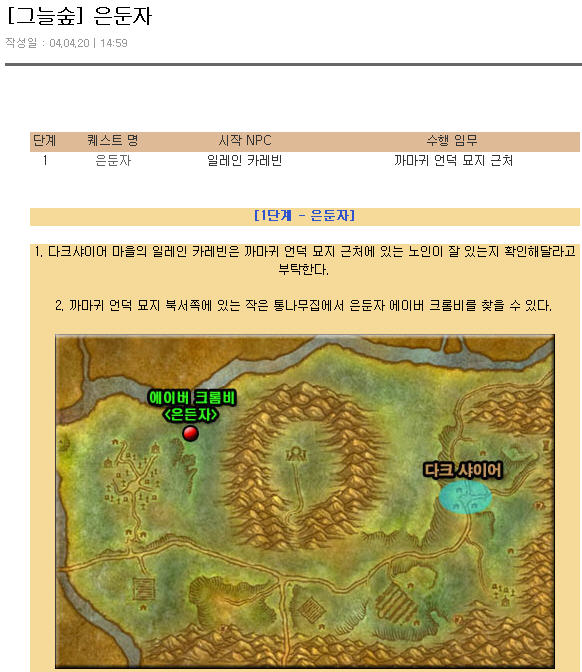 [그늘숲] 은둔자
작성일 : 04.04.20 | 14:59
단계 퀘스트 명 시작 NPC 수행 임무
1 은둔자 일레인 카레빈 까마귀 언덕 묘지 근처
[1단계 - 은둔자]
1. 다크샤이어 마을의 일레인 카레빈은 까마귀 언덕 묘지 근처에 있는 노인이 잘 있는지 확인해달라고
부탁한다.
2. 까마귀 언덕 묘지 북서쪽에 있는 작은 통나무집에서 은둔자 에이버 크롬비를 찾을 수 있다.
에이버 크롬비
<은든자>
다크 샤이어